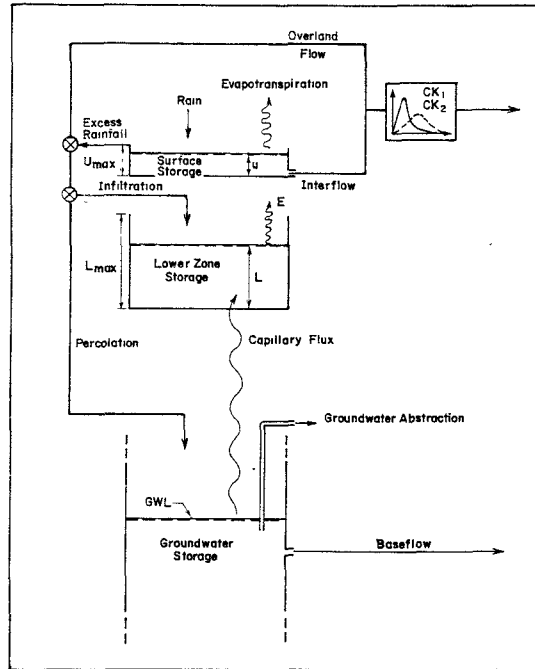 Overland
Flow
Evapotranspiration
CK1
CK2
Rain
Excess
Rainfall
Umax
Surface
Storage
u
Infiltration
Interflow
E
Lmax
Lower Zone
Storage
L
Percolation
Capillary Flux
Groundwater Abstraction
GWL
Groundwater
Storage
Baseflow